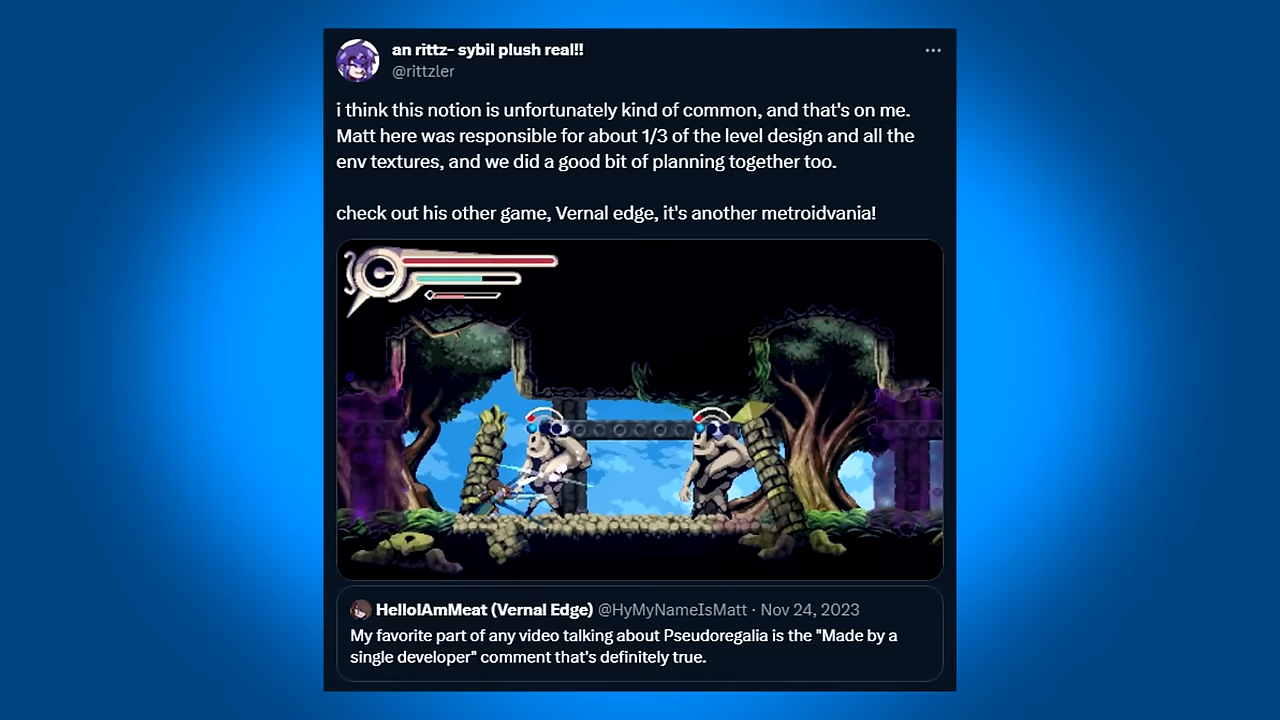 an rittz- sybil plush real!!
@rittzler
i think this notion is unfortunately kind of common, and that's on me.
Matt here was responsible for about 1/3 of the level design and all the
env textures, and we did a good bit of planning together too.
check out his other game, Vernal edge, it's another metroidvania!
HelloIAmMeat (Vernal Edge) @HyMyNameIsMatt · Nov 24, 2023
My favorite part of any video talking about Pseudoregalia is the "Made by a
single developer" comment that's definitely true.